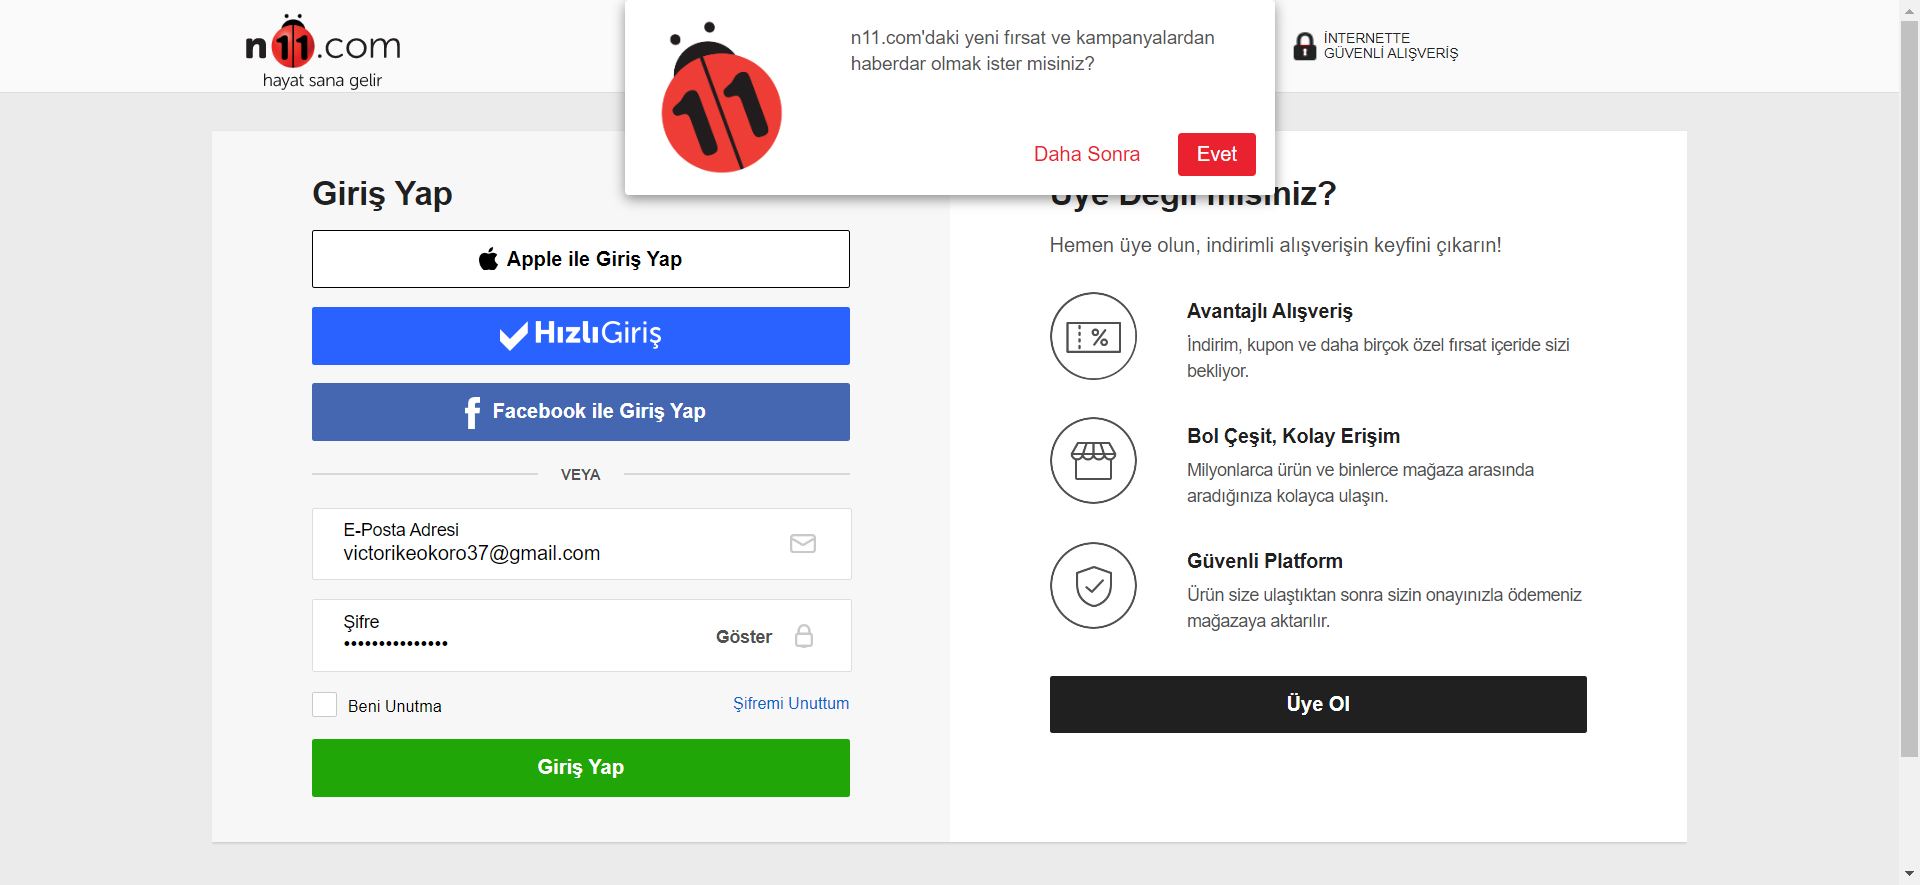 n11.com
hayat sana gelir
11
n11.com'daki yeni fırsat ve kampanyalardan
haberdar olmak ister misiniz?
Daha Sonra
Evet
İNTERNETTE
GÜVENLİ ALIŞVERİŞ
Giriş Yap
Apple ile Giriş Yap
HızlıGiriş
Facebook ile Giriş Yap
VEYA
E-Posta Adresi
victorikeokoro37@gmail.com
Şifre
•••••••••••••••
Göster
Beni Unutma
Şifremi Unuttum
Giriş Yap
Üye Değil misiniz?
Hemen üye olun, indirimli alışverişin keyfini çıkarın!
%
Avantajlı Alışveriş
İndirim, kupon ve daha birçok özel fırsat içeride sizi
bekliyor.
Bol Çeşit, Kolay Erişim
Milyonlarca ürün ve binlerce mağaza arasında
aradığınıza kolayca ulaşın.
Güvenli Platform
Ürün size ulaştıktan sonra sizin onayınızla ödemeniz
mağazaya aktarılır.
Üye Ol